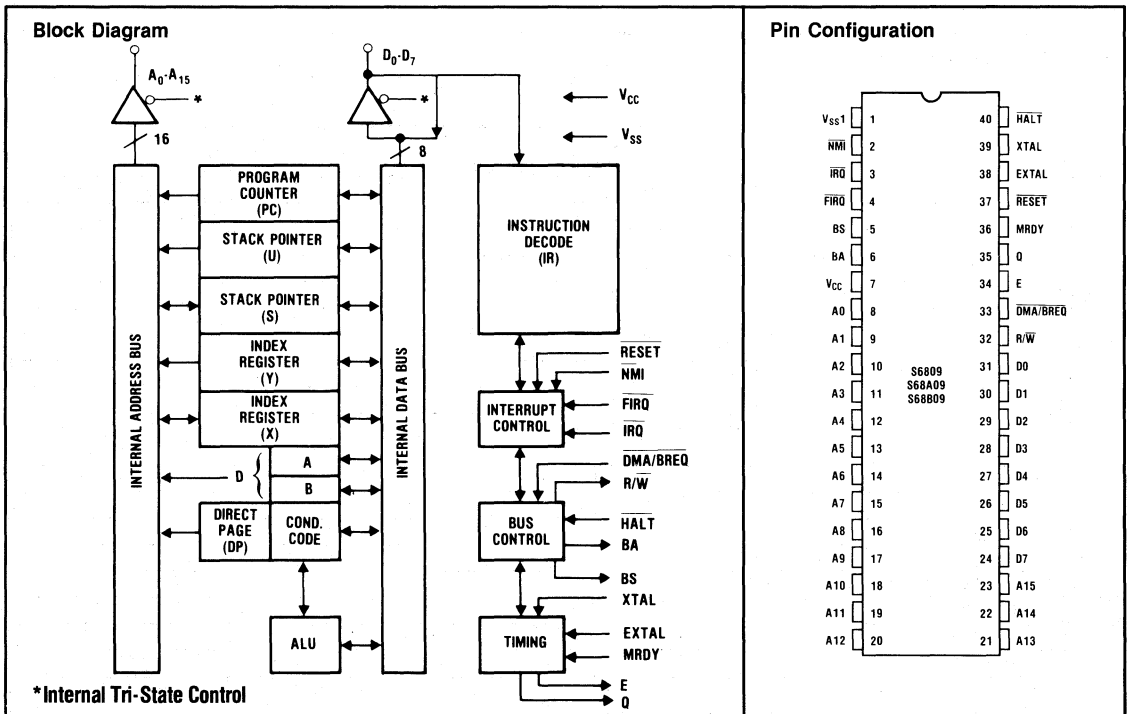 Block Diagram
A0-A15
*
16
D0-D7
*
8
VCC
VSS
INTERNAL ADDRESS BUS
PROGRAM
COUNTER
(PC)
STACK POINTER
(U)
STACK POINTER
(S)
INDEX
REGISTER
(Y)
INDEX
REGISTER
(X)
D {
A
B
DIRECT
PAGE
(DP)
COND.
CODE
ALU
INTERNAL DATA BUS
INSTRUCTION
DECODE
(IR)
RESET
NMI
INTERRUPT
CONTROL
FIRQ
IRQ
DMA/BREQ
R/W
BUS
CONTROL
HALT
BA
BS
XTAL
TIMING
EXTAL
MRDY
E
Q
*Internal Tri-State Control
Pin Configuration
VSS1 1 40 HALT
NMI 2 39 XTAL
IRQ 3 38 EXTAL
FIRQ 4 37 RESET
BS 5 36 MRDY
BA 6 35 Q
VCC 7 34 E
A0 8 33 DMA/BREQ
A1 9 32 R/W
A2 10 31 D0
S6809
S68A09
S68B09
A3 11 30 D1
A4 12 29 D2
A5 13 28 D3
A6 14 27 D4
A7 15 26 D5
A8 16 25 D6
A9 17 24 D7
A10 18 23 A15
A11 19 22 A14
A12 20 21 A13